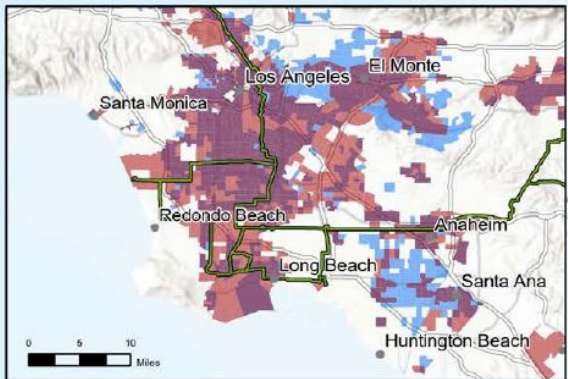 Los Angeles
El Monte
Santa Monica
Redondo Beach
Anaheim
Long Beach
Santa Ana
Huntington Beach
0 5 10
Miles